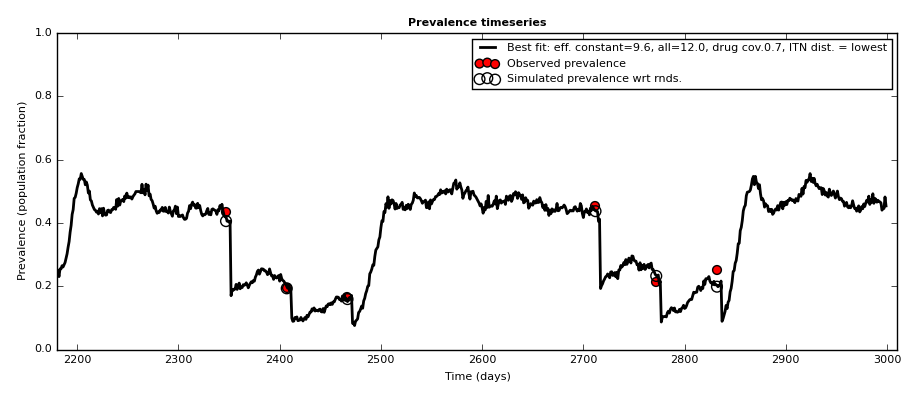 Prevalence timeseries
Best fit: eff. constant=9.6, all=12.0, drug cov.0.7, ITN dist. = lowest
Observed prevalence
Simulated prevalence wrt rnds.
Prevalence (population fraction)
1.0
0.8
0.6
0.4
0.2
0.0
2200 2300 2400 2500 2600 2700 2800 2900 3000
Time (days)